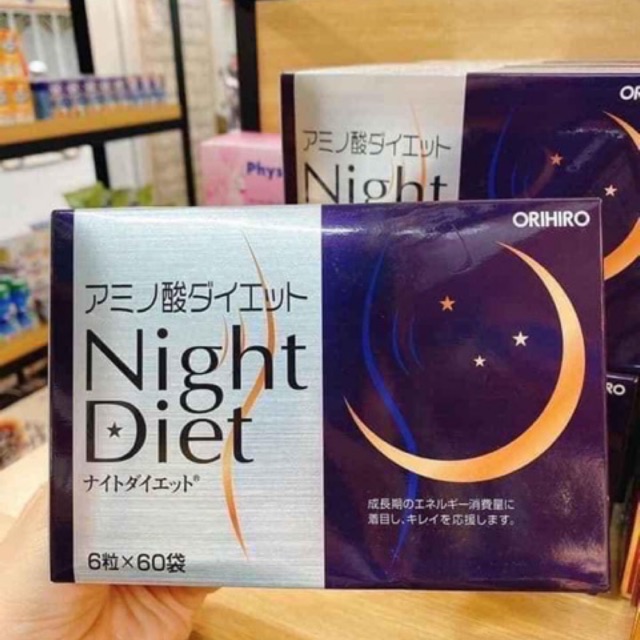 アミノ酸ダイエット
Night
OR
Phys
ORIHIRO
アミノ酸ダイエット
Night
Diet
ナイトダイエット®
成長期のエネルギー消費量に
着目し、キレイを応援します。
6粒×60袋
RO